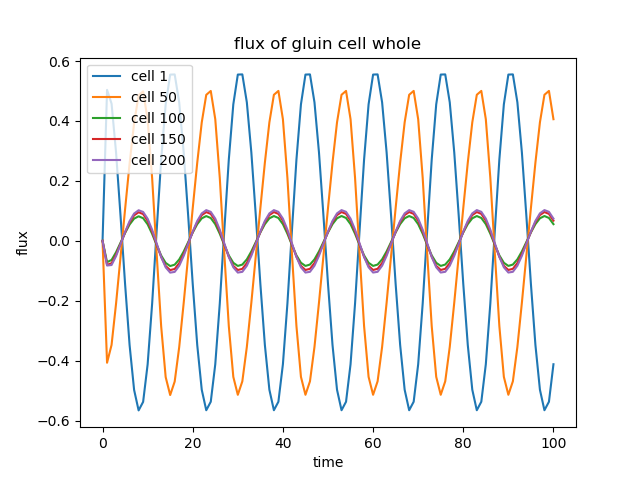 flux of gluin cell whole
cell 1
cell 50
cell 100
cell 150
cell 200
flux
0.6
0.4
0.2
0.0
−0.2
−0.4
−0.6
0
20
40
60
80
100
time